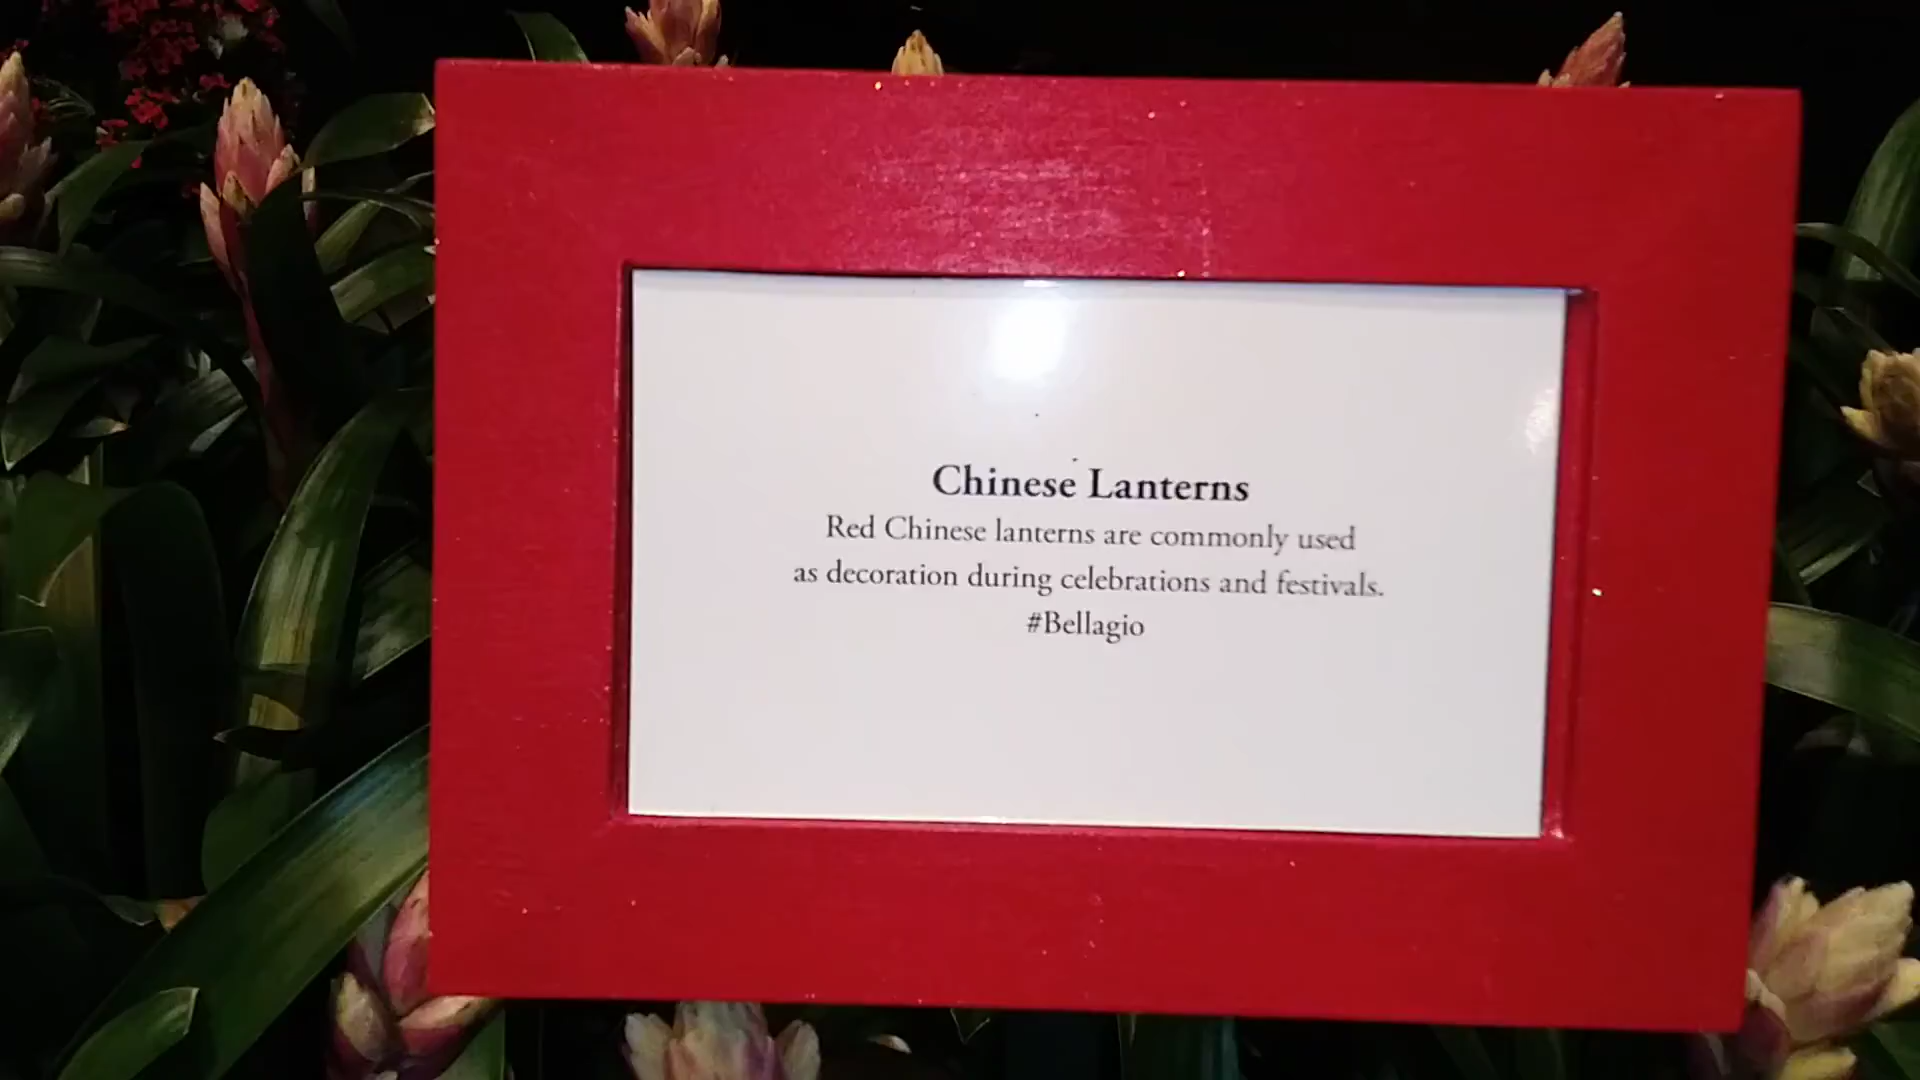 Chinese Lanterns
Red Chinese lanterns are commonly used
as decoration during celebrations and festivals.
#Bellagio